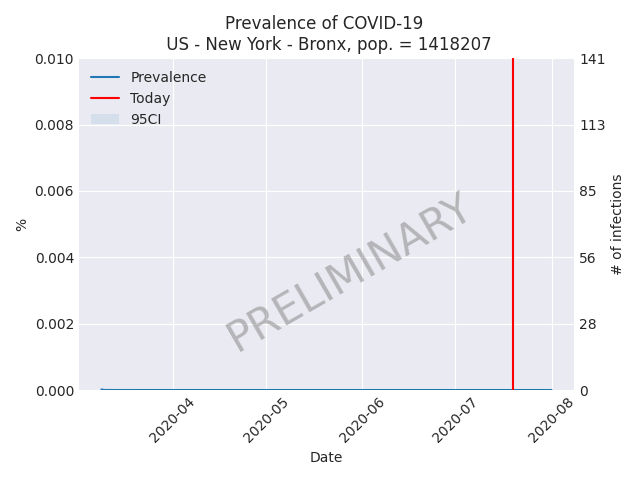 Prevalence of COVID-19
US - New York - Bronx, pop. = 1418207
Prevalence
Today
95CI
0.010
0.008
0.006
0.004
0.002
0.000
%
141
113
85
56
28
0
# of infections
PRELIMINARY
2020-04
2020-05
2020-06
2020-07
2020-08
Date